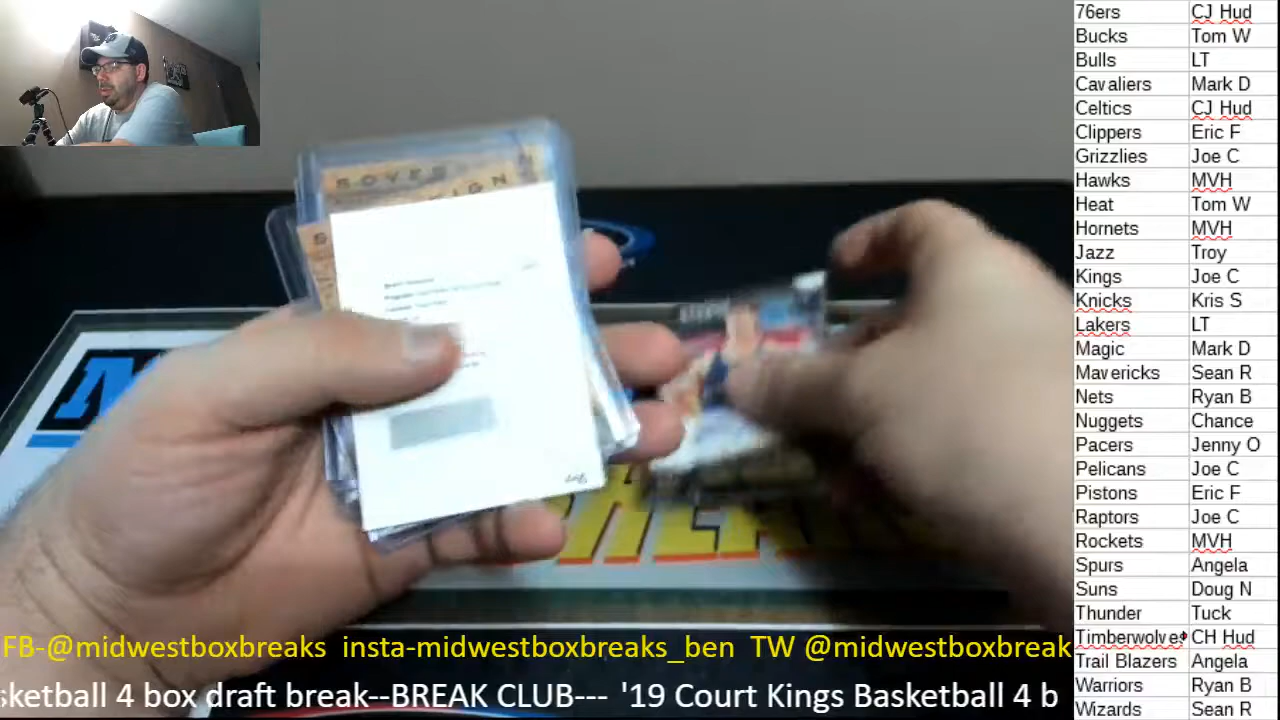 76ers CJ Hud
Bucks Tom W
Bulls LT
Cavaliers Mark D
Celtics CJ Hud
Clippers Eric F
Grizzlies Joe C
Hawks MVH
Heat Tom W
Hornets MVH
Jazz Troy
Kings Joe C
Knicks Kris S
Lakers LT
Magic Mark D
Mavericks Sean R
Nets Ryan B
Nuggets Chance
Pacers Jenny O
Pelicans Joe C
Pistons Eric F
Raptors Joe C
Rockets MVH
Spurs Angela
Suns Doug N
Thunder Tuck
Timberwolves CH Hud
Trail Blazers Angela
Warriors Ryan B
Wizards Sean R
FB-@midwestboxbreaks insta-midwestboxbreaks_ben TW @midwestboxbreak
sketball 4 box draft break--BREAK CLUB--- '19 Court Kings Basketball 4 b